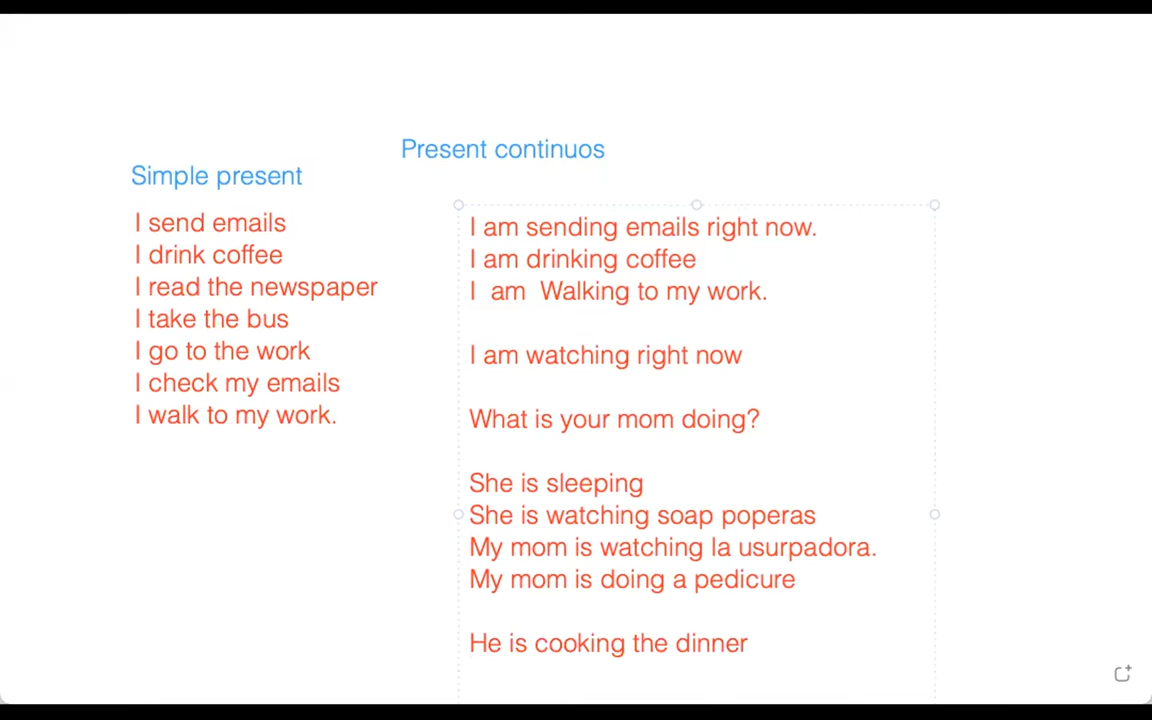 Simple present
I send emails
I drink coffee
I read the newspaper
I take the bus
I go to the work
I check my emails
I walk to my work.
Present continuos
I am sending emails right now.
I am drinking coffee
I am Walking to my work.
I am watching right now
What is your mom doing?
She is sleeping
She is watching soap poperas
My mom is watching la usurpadora.
My mom is doing a pedicure
He is cooking the dinner